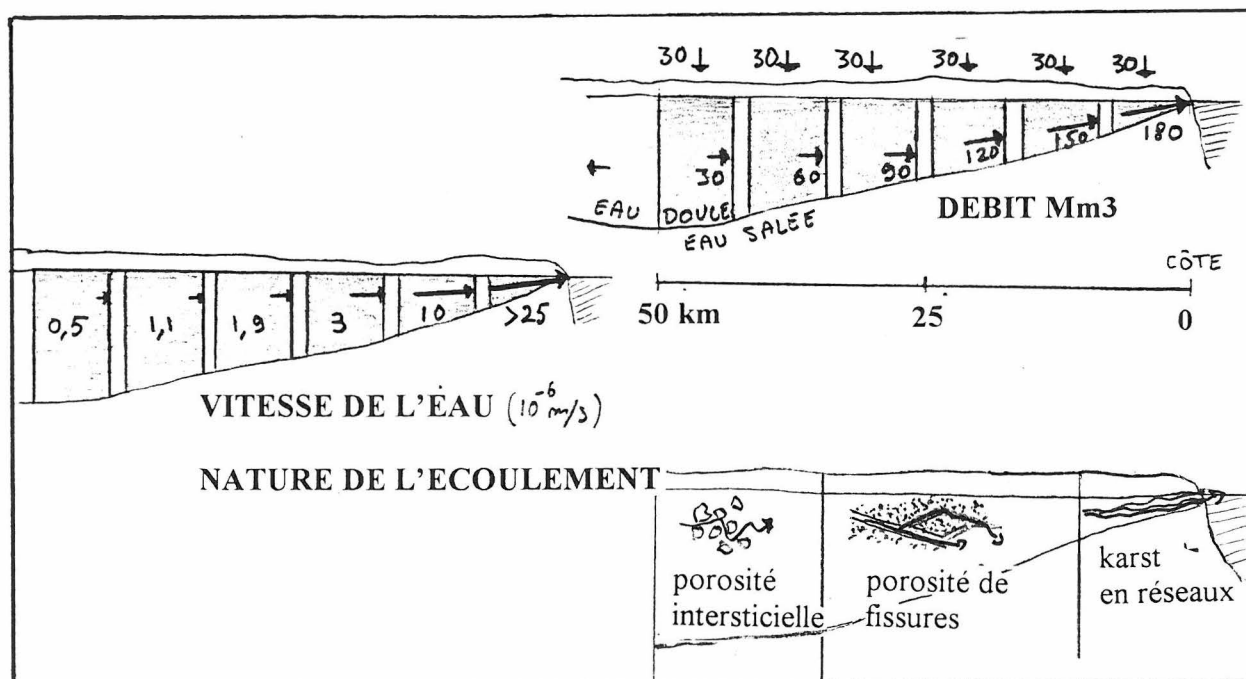 30 30 30 30 30 30
30 60 90 120 150 180
EAU DOUCE
EAU SALEE
DEBIT Mm3
CÔTE
50 km 25 0
0,5 1,1 1,9 3 10 >25
VITESSE DE L'EAU (10⁻⁶ m/s)
NATURE DE L'ECOULEMENT
porosité
intersticielle
porosité de
fissures
karst
en réseaux